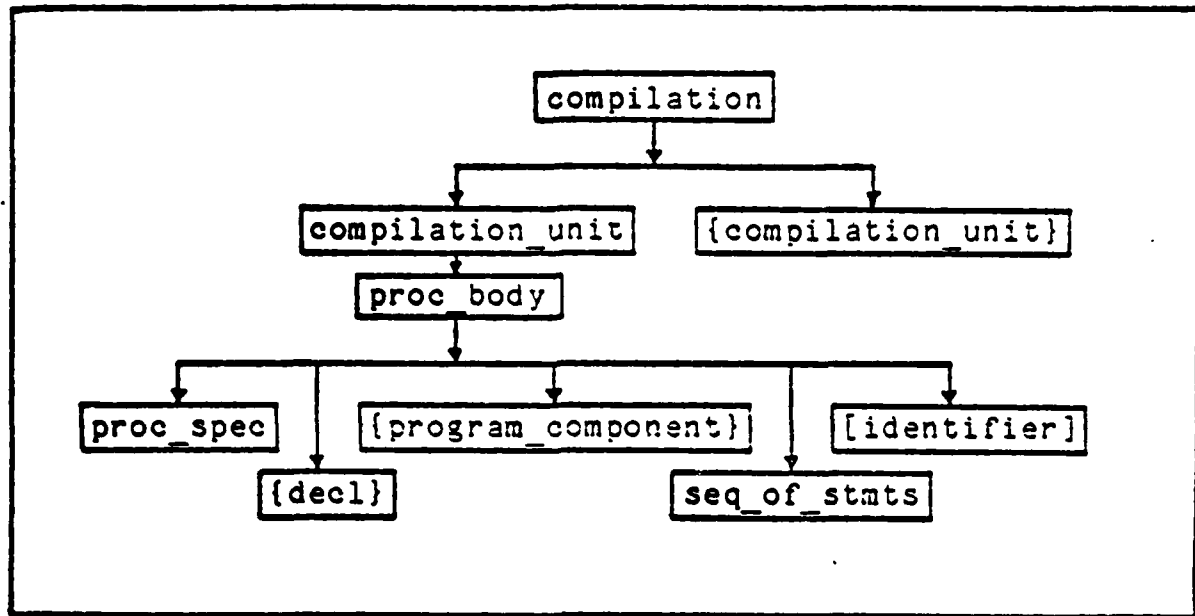 compilation
compilation_unit {compilation_unit}
proc_body
proc_spec {program_component} [identifier]
{decl} seq_of_stmts